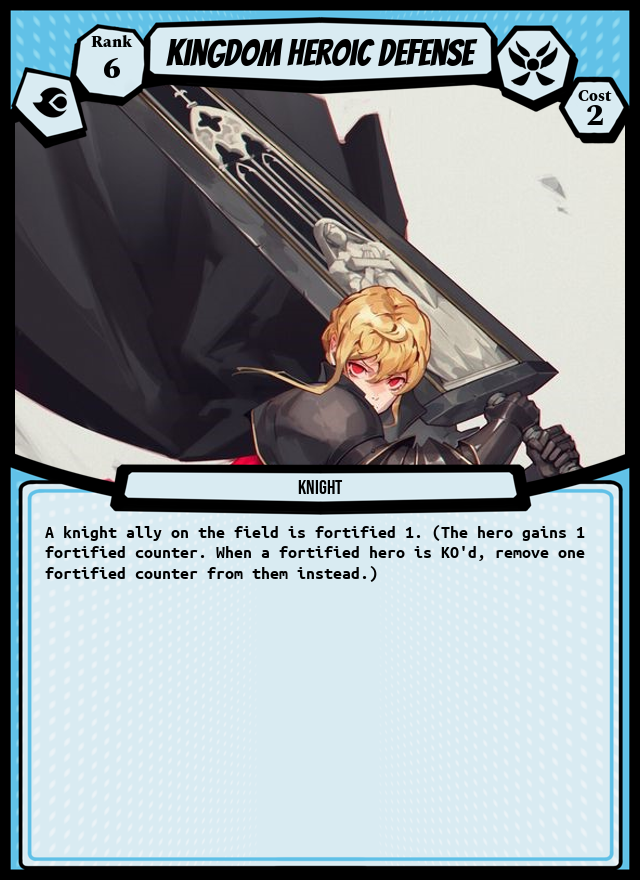 Rank
6
KINGDOM HEROIC DEFENSE
Cost
2
KNIGHT
A knight ally on the field is fortified 1. (The hero gains 1
fortified counter. When a fortified hero is KO'd, remove one
fortified counter from them instead.)